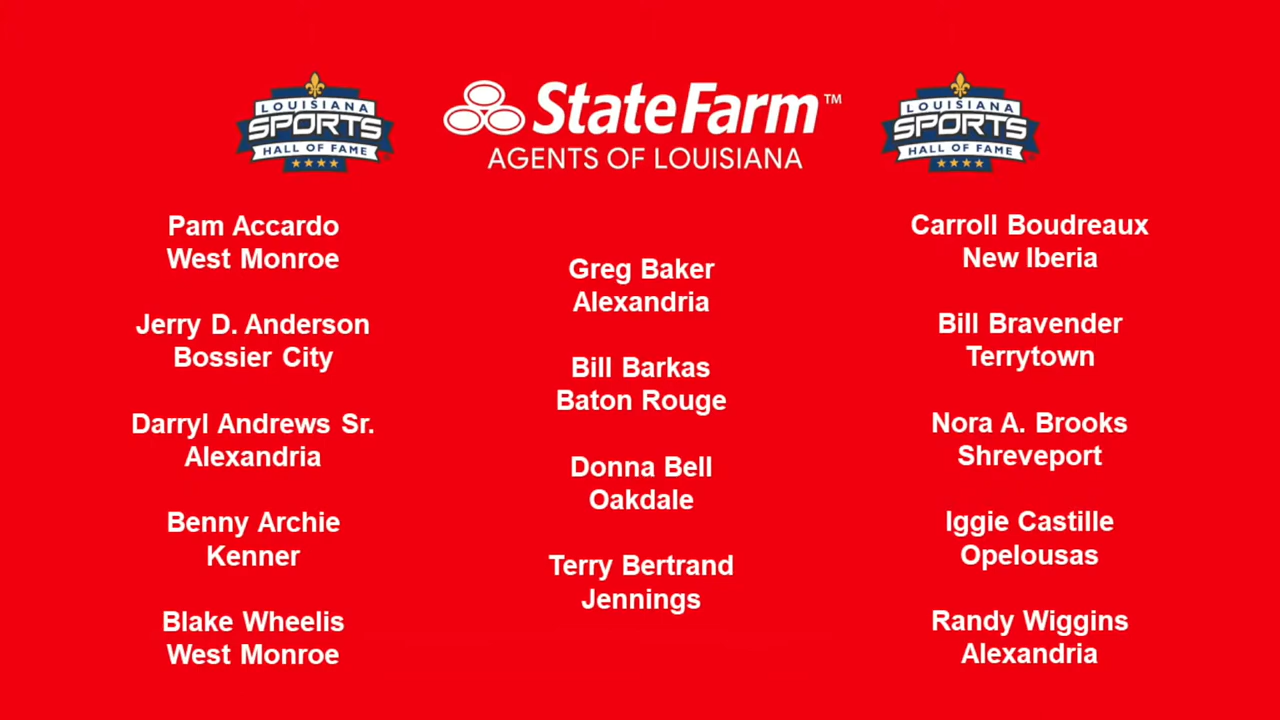 LOUISIANA
SPORTS
HALL OF FAME
StateFarm™
AGENTS OF LOUISIANA
LOUISIANA
SPORTS
HALL OF FAME
Pam Accardo
West Monroe
Jerry D. Anderson
Bossier City
Darryl Andrews Sr.
Alexandria
Benny Archie
Kenner
Blake Wheelis
West Monroe
Greg Baker
Alexandria
Bill Barkas
Baton Rouge
Donna Bell
Oakdale
Terry Bertrand
Jennings
Carroll Boudreaux
New Iberia
Bill Bravender
Terrytown
Nora A. Brooks
Shreveport
Iggie Castille
Opelousas
Randy Wiggins
Alexandria